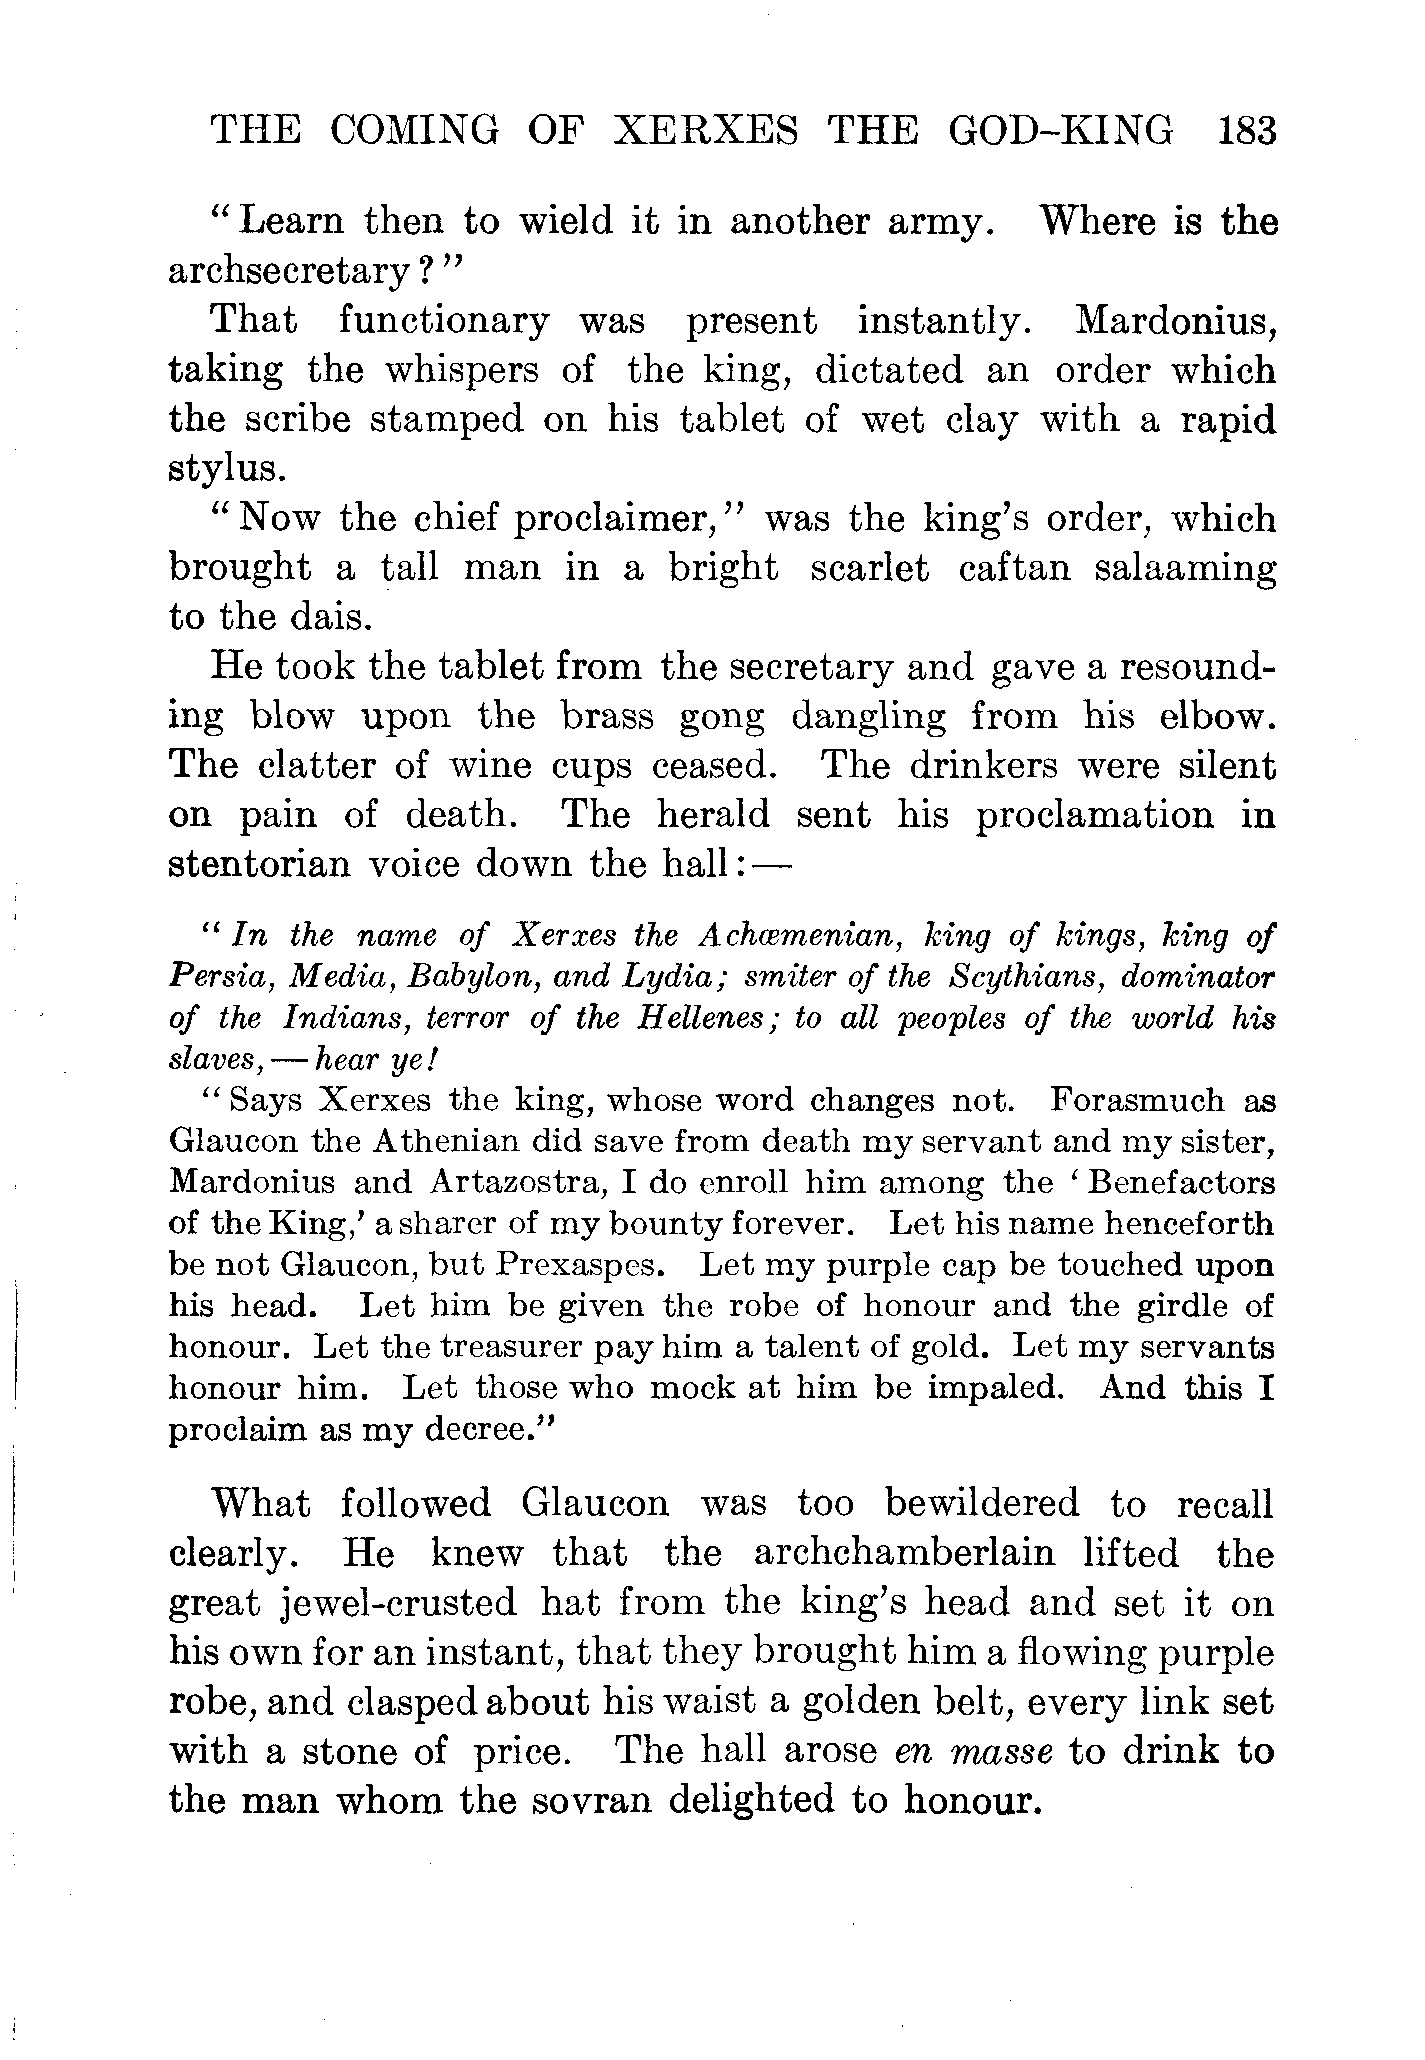 THE COMING OF XERXES THE GOD-KING 183
"Learn then to wield it in another army. Where is the
archsecretary?"
That functionary was present instantly. Mardonius,
taking the whispers of the king, dictated an order which
the scribe stamped on his tablet of wet clay with a rapid
stylus.
"Now the chief proclaimer," was the king's order, which
brought a tall man in a bright scarlet caftan salaaming
to the dais.
He took the tablet from the secretary and gave a resound-
ing blow upon the brass gong dangling from his elbow.
The clatter of wine cups ceased. The drinkers were silent
on pain of death. The herald sent his proclamation in
stentorian voice down the hall:—
"In the name of Xerxes the Achæmenian, king of kings, king of
Persia, Media, Babylon, and Lydia; smiter of the Scythians, dominator
of the Indians, terror of the Hellenes; to all peoples of the world his
slaves,—hear ye!
"Says Xerxes the king, whose word changes not. Forasmuch as
Glaucon the Athenian did save from death my servant and my sister,
Mardonius and Artazostra, I do enroll him among the 'Benefactors
of the King,' a sharer of my bounty forever. Let his name henceforth
be not Glaucon, but Prexaspes. Let my purple cap be touched upon
his head. Let him be given the robe of honour and the girdle of
honour. Let the treasurer pay him a talent of gold. Let my servants
honour him. Let those who mock at him be impaled. And this I
proclaim as my decree."
What followed Glaucon was too bewildered to recall
clearly. He knew that the archchamberlain lifted the
great jewel-crusted hat from the king's head and set it on
his own for an instant, that they brought him a flowing purple
robe, and clasped about his waist a golden belt, every link set
with a stone of price. The hall arose en masse to drink to
the man whom the sovran delighted to honour.